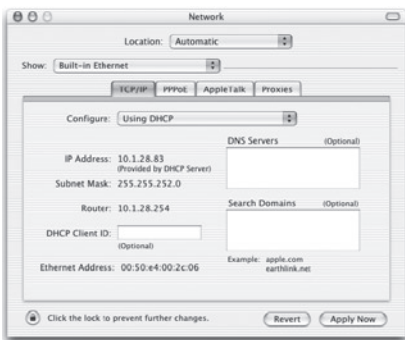 Network
Location: Automatic
Show: Built-in Ethernet
TCP/IP PPPoE AppleTalk Proxies
Configure: Using DHCP
DNS Servers (Optional)
IP Address: 10.1.28.83
(Provided by DHCP Server)
Subnet Mask: 255.255.252.0
Router: 10.1.28.254
Search Domains (Optional)
DHCP Client ID:
(Optional)
Example: apple.com
earthlink.net
Ethernet Address: 00:50:e4:00:2c:06
Click the lock to prevent further changes.
Revert Apply Now